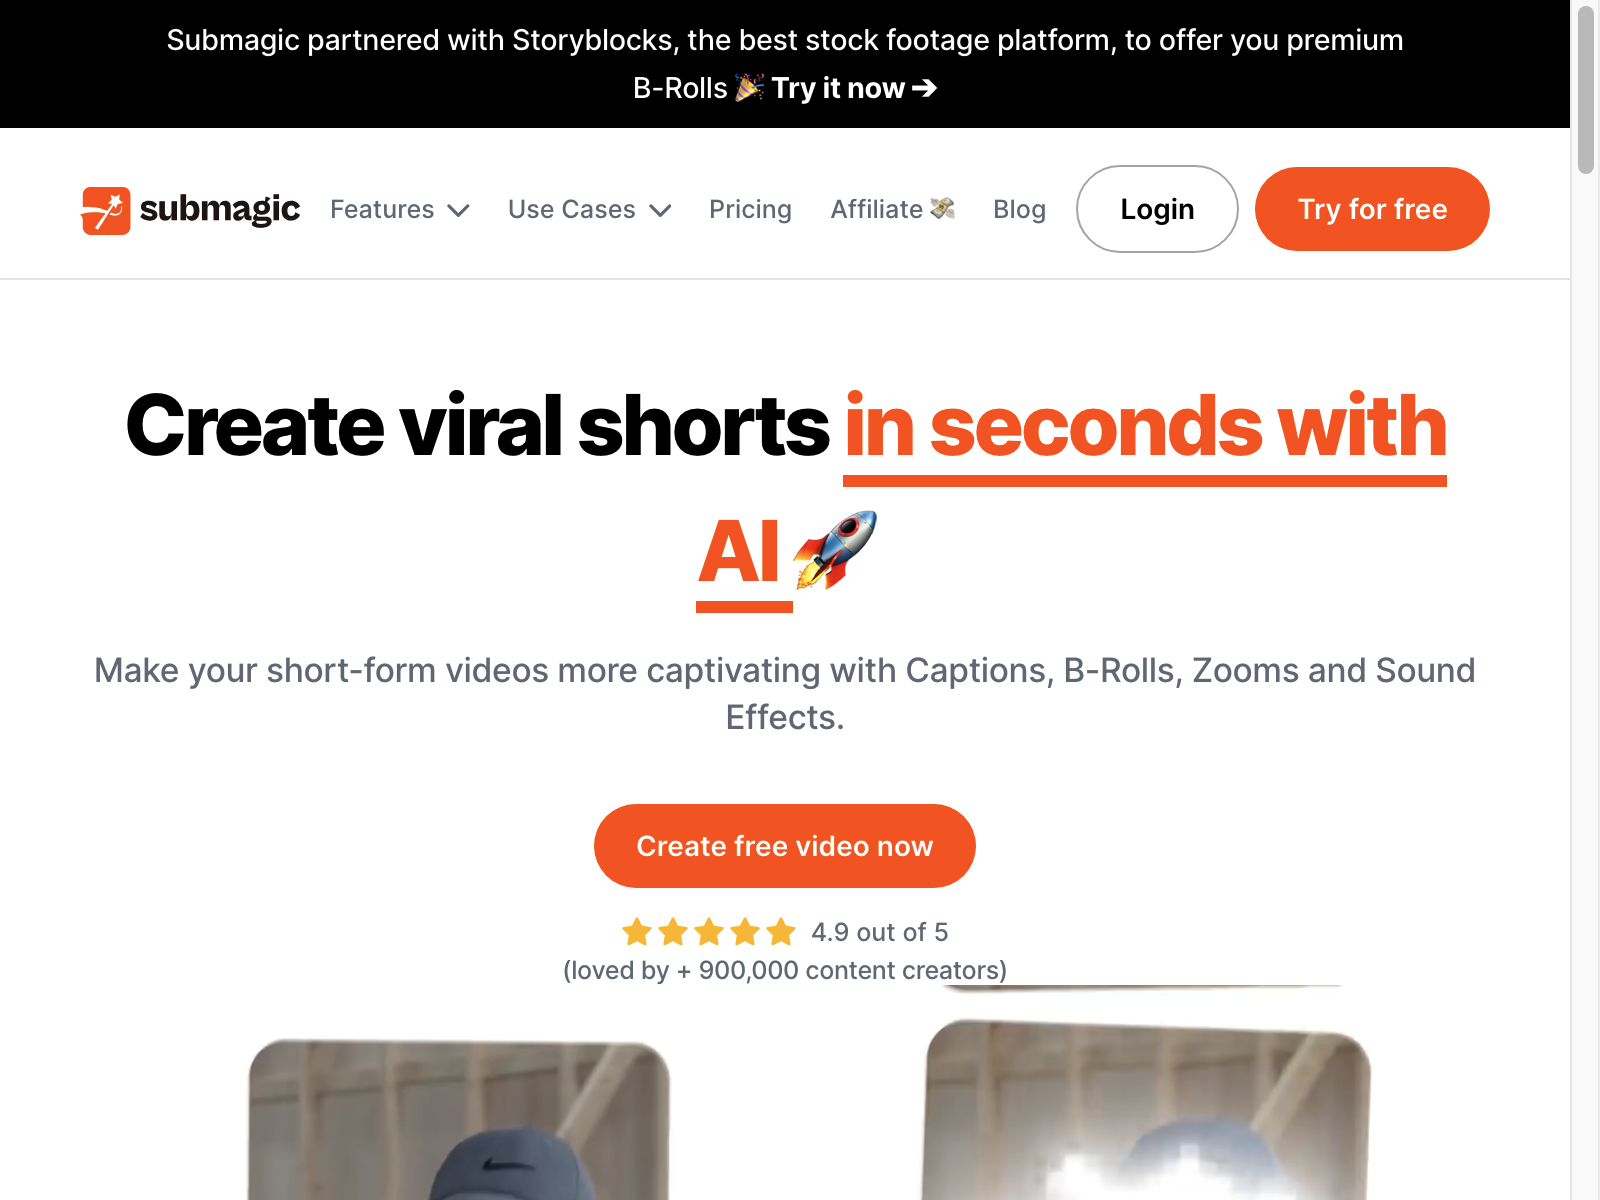 Submagic partnered with Storyblocks, the best stock footage platform, to offer you premium
B-Rolls 🎉 Try it now ➔
submagic
Features
Use Cases
Pricing
Affiliate 💸
Blog
Login
Try for free
Create viral shorts in seconds with
AI 🚀
Make your short-form videos more captivating with Captions, B-Rolls, Zooms and Sound
Effects.
Create free video now
4.9 out of 5
(loved by + 900,000 content creators)